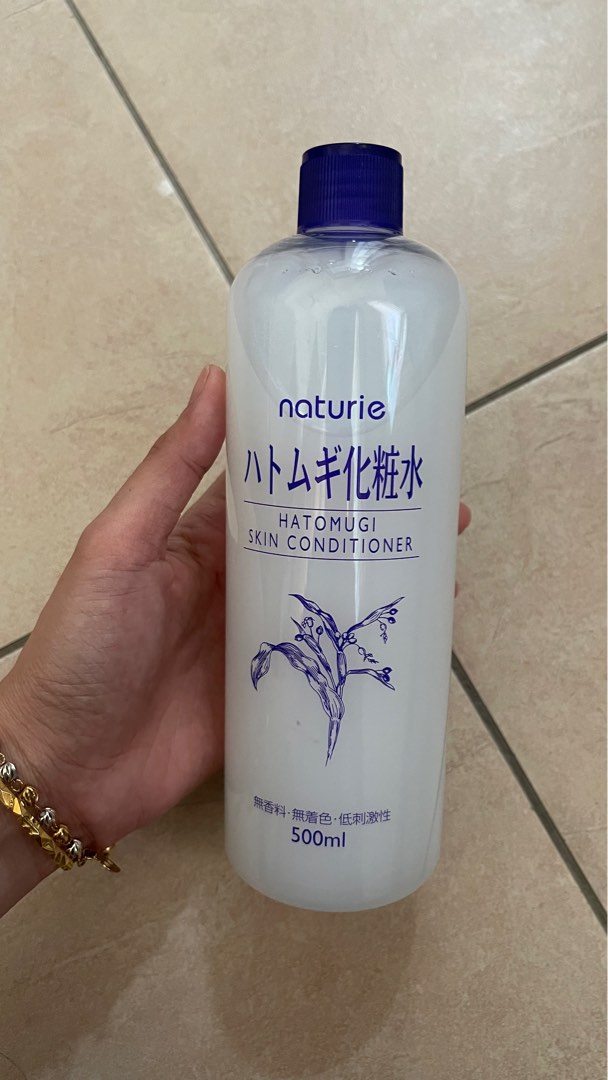 naturie
ハトムギ化粧水
HATOMUGI
SKIN CONDITIONER
無香料・無着色・低刺激性
500ml